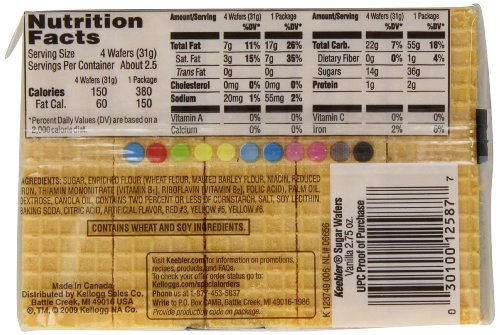 Nutrition
Facts
Serving Size 4 Wafers (31g)
Servings Per Container About 2.5
4 Wafers (31g) 1 Package
Calories 150 380
Fat Cal. 60 150
*Percent Daily Values (DV) are based on a
2,000 calorie diet.
Amount/Serving 4 Wafers (31g) 1 Package
%DV* %DV*
Total Fat 7g 11% 17g 26%
Sat. Fat 3g 15% 7g 35%
Trans Fat 0g 0g
Cholesterol 0mg 0% 0mg 0%
Sodium 20mg 1% 55mg 2%
Vitamin A 0% 0%
Calcium 0% 0%
Amount/Serving 4 Wafers (31g) 1 Package
%DV* %DV*
Total Carb. 22g 7% 55g 18%
Dietary Fiber 0g 0% 1g 4%
Sugars 14g 36g
Protein 1g 2g
Vitamin C 0% 0%
Iron 2% 0%
INGREDIENTS: SUGAR, ENRICHED FLOUR (WHEAT FLOUR, MALTED BARLEY FLOUR, NIACIN, REDUCED
IRON, THIAMIN MONONITRATE [VITAMIN B1], RIBOFLAVIN [VITAMIN B2], FOLIC ACID), PALM OIL,
DEXTROSE, CANOLA OIL, CONTAINS TWO PERCENT OR LESS OF CORNSTARCH, SALT, SOY LECITHIN,
BAKING SODA, CITRIC ACID, ARTIFICIAL FLAVOR, RED #3, YELLOW #5, YELLOW #6.
CONTAINS WHEAT AND SOY INGREDIENTS.
Made in Canada
Distributed by Kellogg Sales Co.
Battle Creek, MI 49016 USA
®, TM, © 2009 Kellogg NA Co.
Visit Keebler.com for information on promotions,
recipes, products, and FAQs.
To check your offer order status go to:
Kelloggs.com/specialorders
Phone us at 1-877-453-5837
Write to P.O. Box CAMB, Battle Creek, MI 49016-1986
Provide production code on package.
K 123749 006 NL# 06656
Keebler® Sugar Wafers
Vanilla 2.75 oz.
UPC Proof of Purchase
0 30100 12587 7